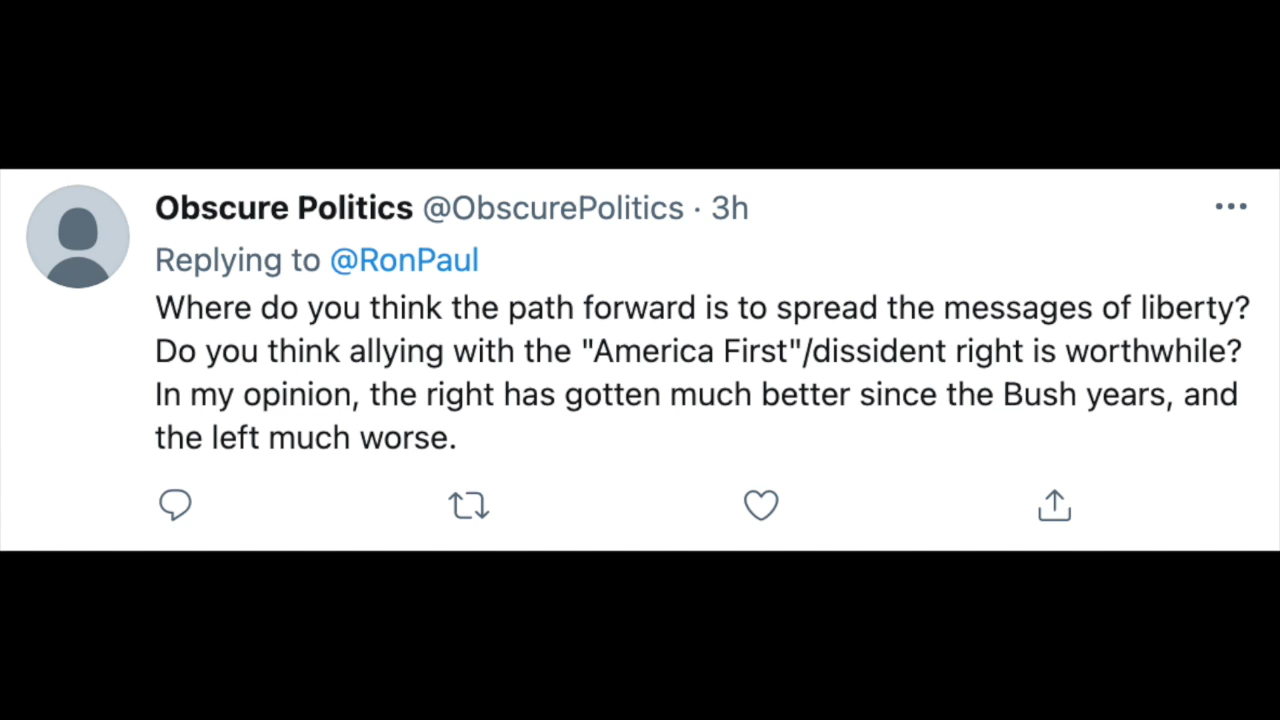 Obscure Politics @ObscurePolitics · 3h
Replying to @RonPaul
Where do you think the path forward is to spread the messages of liberty?
Do you think allying with the "America First"/dissident right is worthwhile?
In my opinion, the right has gotten much better since the Bush years, and
the left much worse.